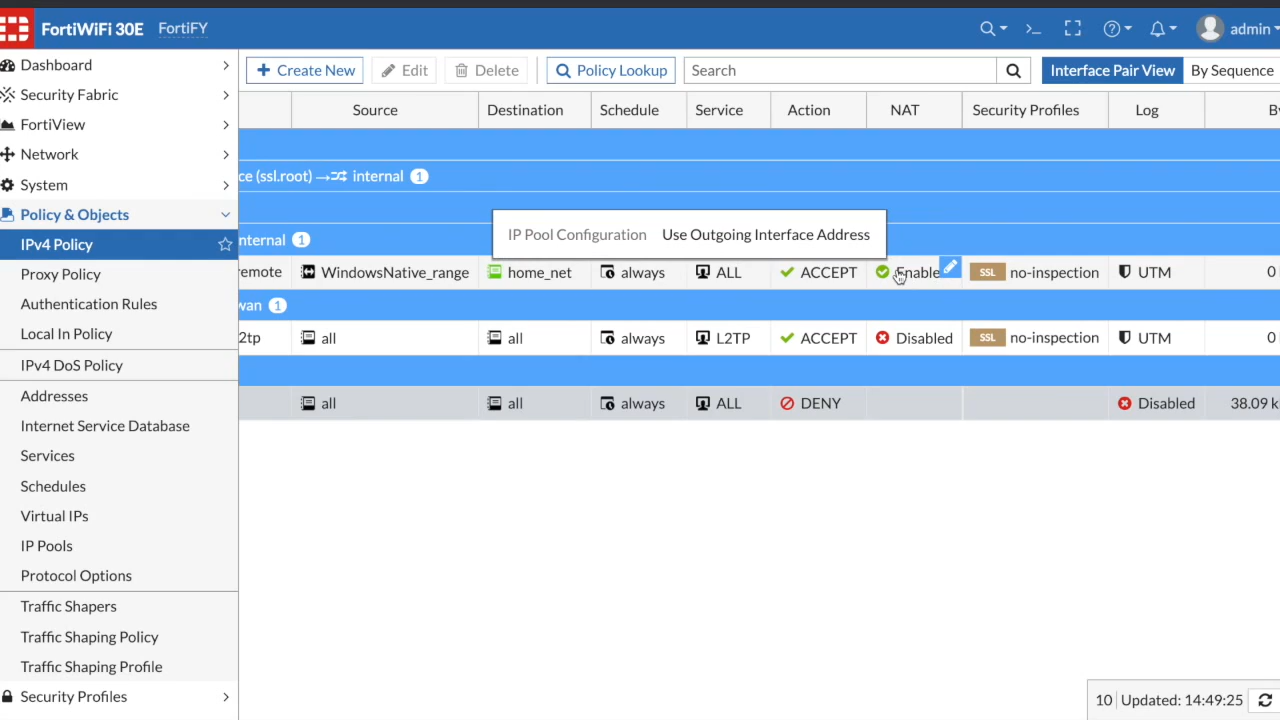 FortiWiFi 30E FortiFY admin
Dashboard
Security Fabric
FortiView
Network
System
Policy & Objects
IPv4 Policy
Proxy Policy
Authentication Rules
Local In Policy
IPv4 DoS Policy
Addresses
Internet Service Database
Services
Schedules
Virtual IPs
IP Pools
Protocol Options
Traffic Shapers
Traffic Shaping Policy
Traffic Shaping Profile
Security Profiles
Create New Edit Delete Policy Lookup Search Interface Pair View By Sequence
Source Destination Schedule Service Action NAT Security Profiles Log By
ce (ssl.root) → internal 1
IP Pool Configuration Use Outgoing Interface Address
nternal 1
remote WindowsNative_range home_net always ALL ACCEPT Enable SSL no-inspection UTM 0
wan 1
2tp all all always L2TP ACCEPT Disabled SSL no-inspection UTM 0
all all always ALL DENY Disabled 38.09 k
10 Updated: 14:49:25